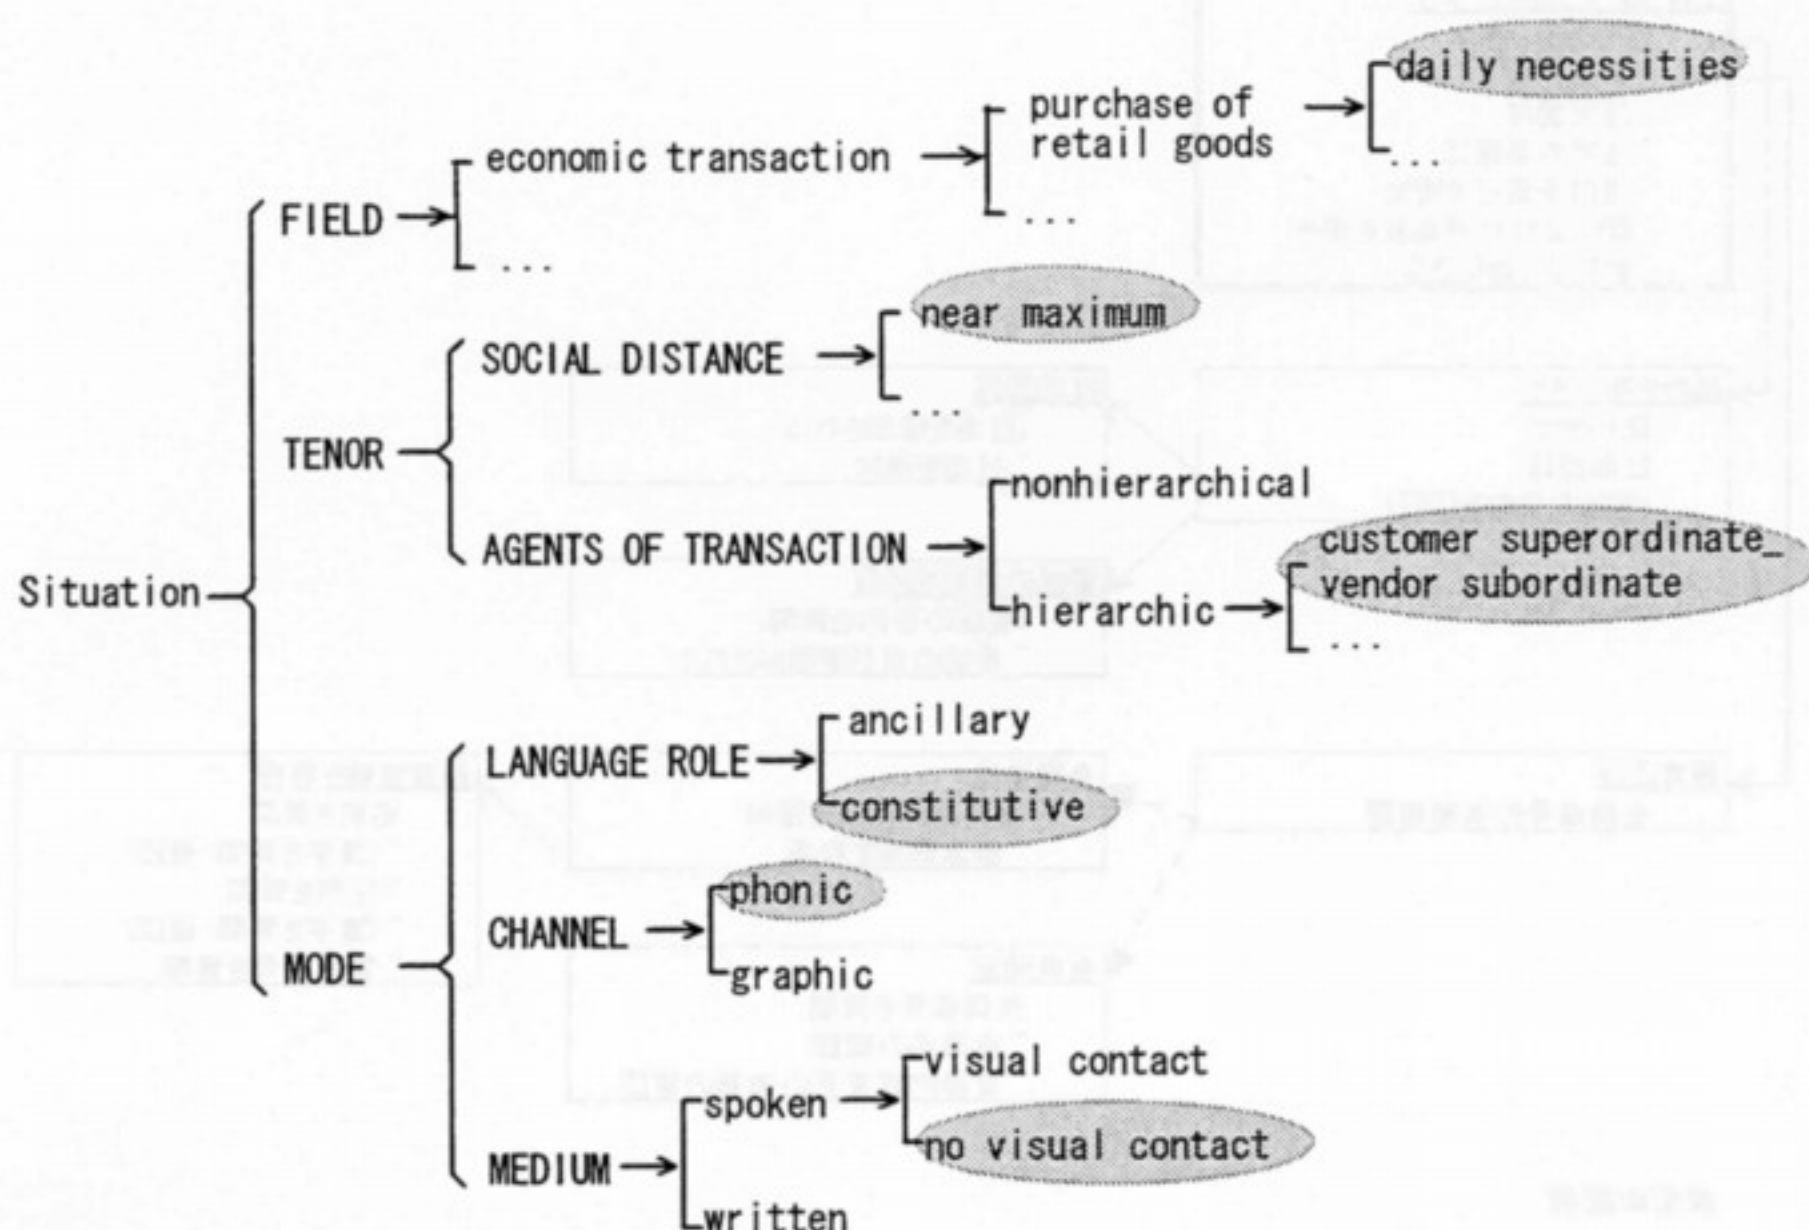 daily necessities
purchase of
retail goods
...
economic transaction
...
FIELD
...
near maximum
SOCIAL DISTANCE
...
TENOR
nonhierarchical
AGENTS OF TRANSACTION
customer superordinate_
vendor subordinate
Situation
hierarchic
...
ancillary
LANGUAGE ROLE
constitutive
phonic
CHANNEL
MODE
graphic
visual contact
spoken
no visual contact
MEDIUM
written